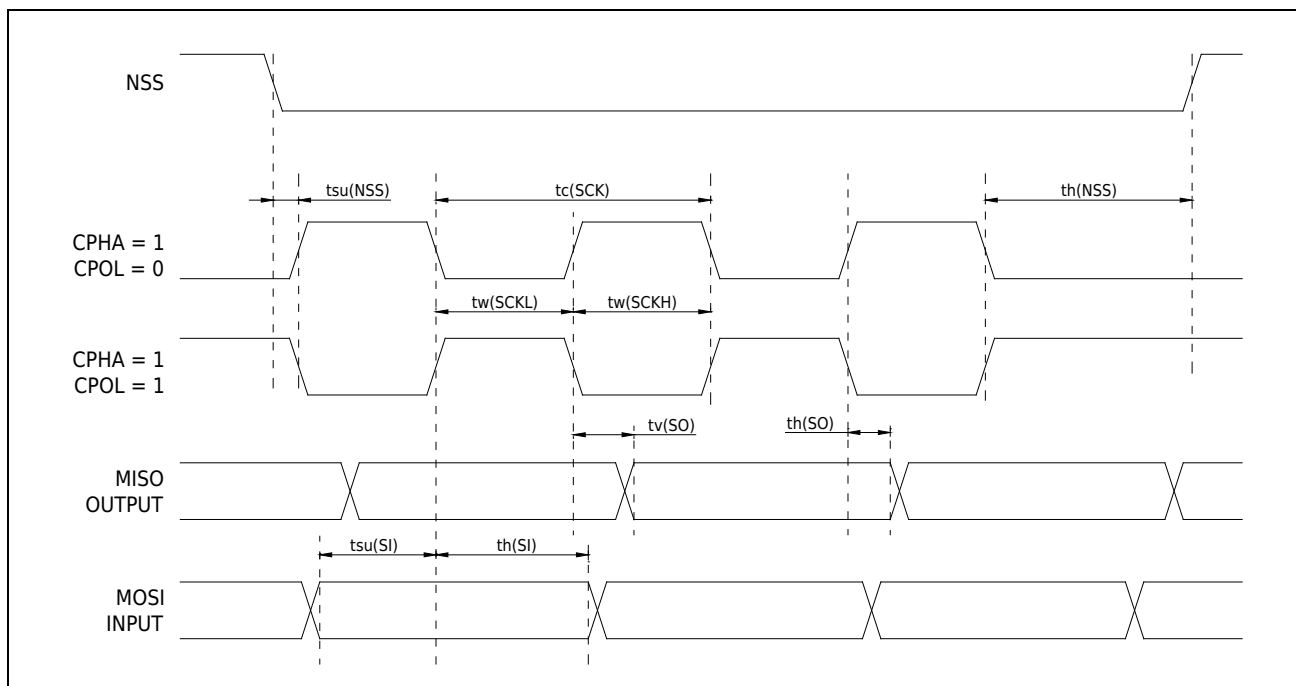 NSS
tsu(NSS)
tc(SCK)
th(NSS)
CPHA = 1
CPOL = 0
tw(SCKL)
tw(SCKH)
CPHA = 1
CPOL = 1
tv(SO)
th(SO)
MISO
OUTPUT
tsu(SI)
th(SI)
MOSI
INPUT